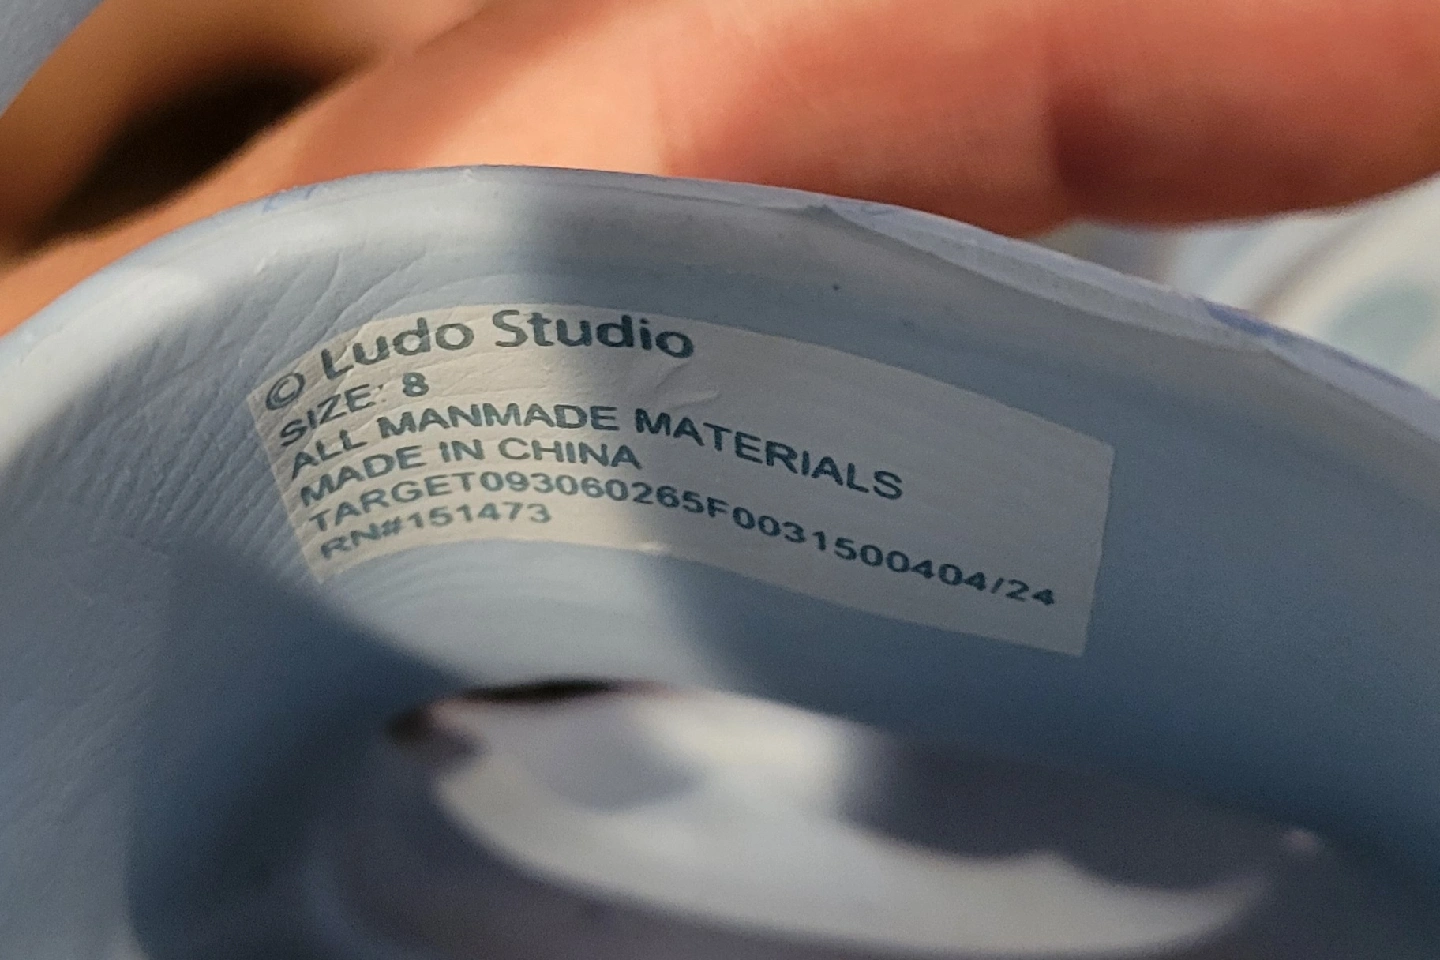 © Ludo Studio
SIZE: 8
ALL MANMADE MATERIALS
MADE IN CHINA
TARGET093060265F0031500404/24
RN#151473